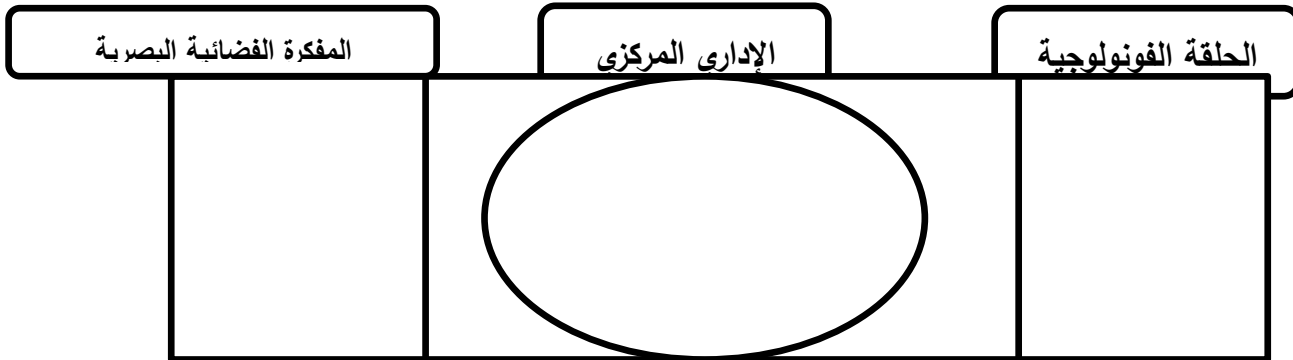 الحلقة الفونولوجية
الإداري المركزي
المفكرة الفضائية البصرية